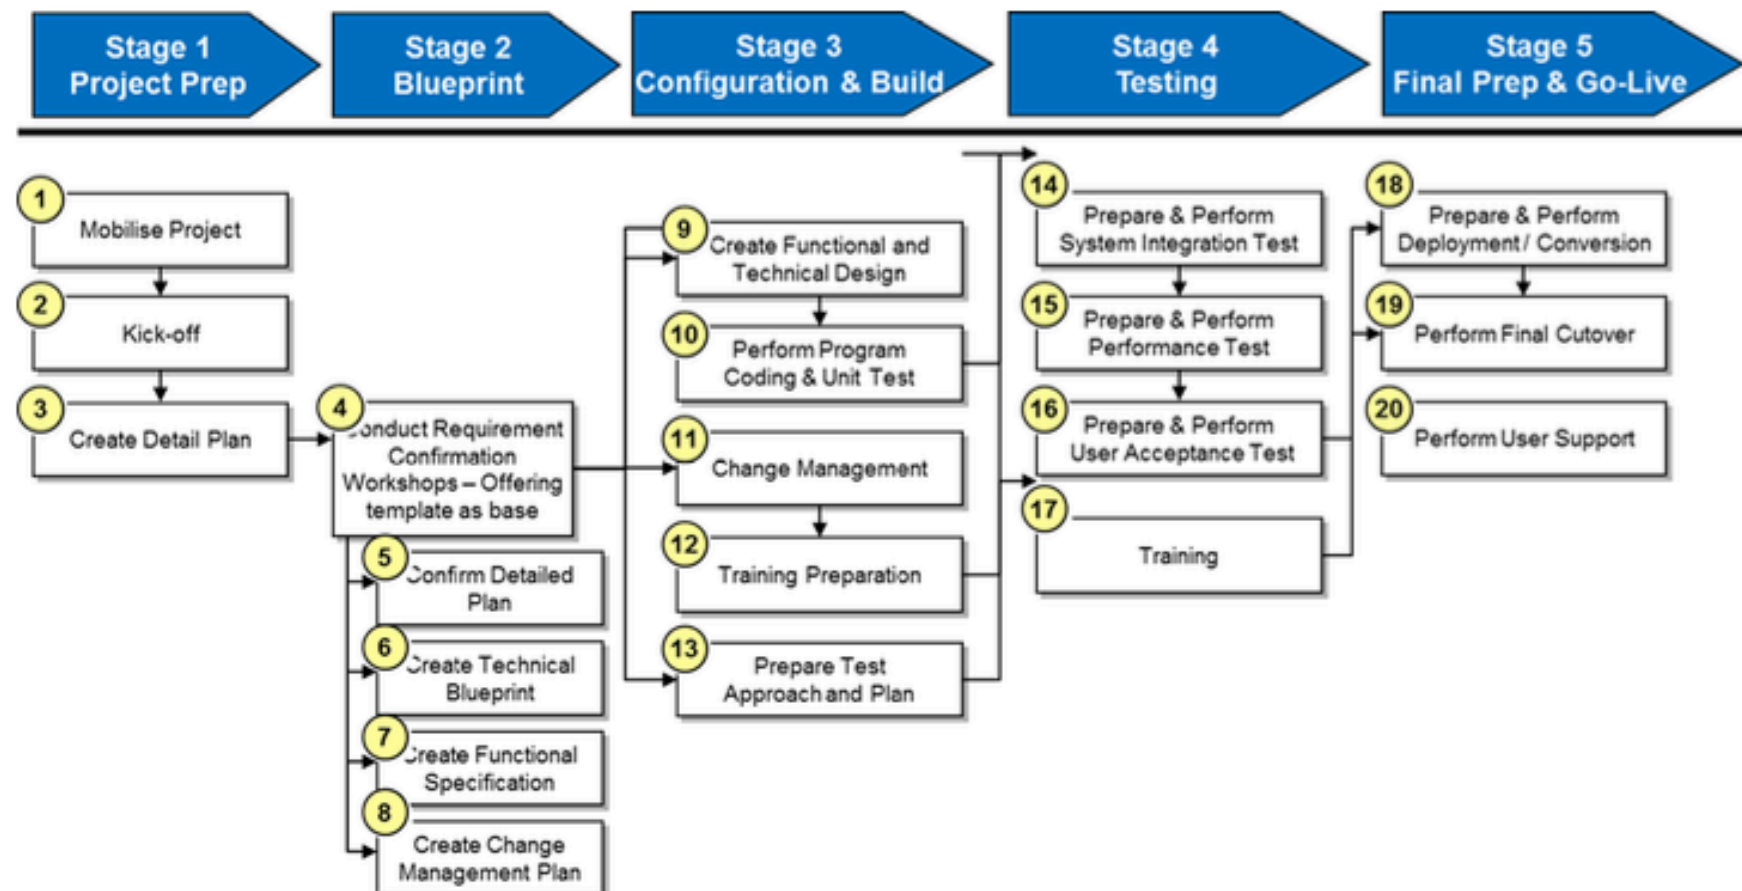 Stage 1
Project Prep
Stage 2
Blueprint
Stage 3
Configuration & Build
Stage 4
Testing
Stage 5
Final Prep & Go-Live
1
Mobilise Project
2
Kick-off
3
Create Detail Plan
4
Conduct Requirement
Confirmation
Workshops – Offering
template as base
5
Confirm Detailed
Plan
6
Create Technical
Blueprint
7
Create Functional
Specification
8
Create Change
Management Plan
9
Create Functional and
Technical Design
10
Perform Program
Coding & Unit Test
11
Change Management
12
Training Preparation
13
Prepare Test
Approach and Plan
14
Prepare & Perform
System Integration Test
15
Prepare & Perform
Performance Test
16
Prepare & Perform
User Acceptance Test
17
Training
18
Prepare & Perform
Deployment / Conversion
19
Perform Final Cutover
20
Perform User Support